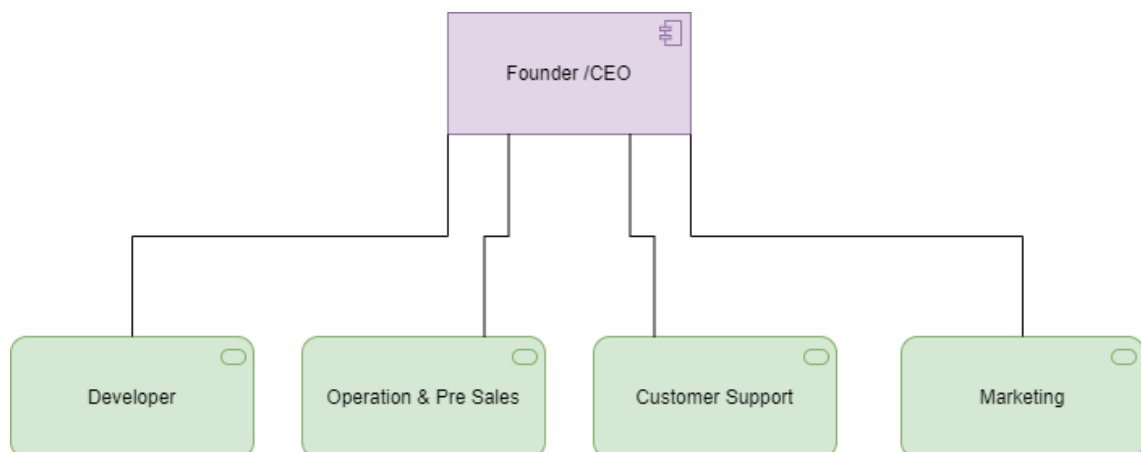 Founder /CEO
Developer
Operation & Pre Sales
Customer Support
Marketing